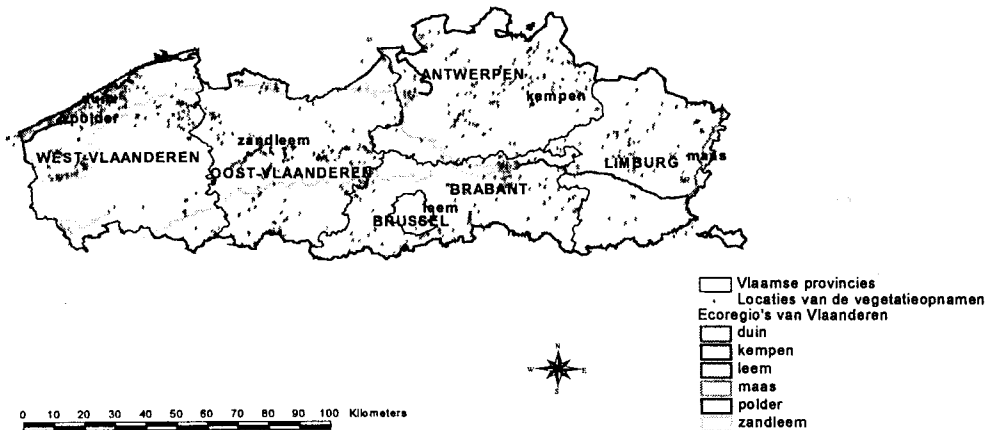 ANTWERPEN
kempen
duin
polder
zandleem
WEST-VLAANDEREN
OOST-VLAANDEREN
LIMBURG
maas
BRABANT
leem
BRUSSEL
Vlaamse provincies
Locaties van de vegetatieopnamen
Ecoregio's van Vlaanderen
duin
kempen
leem
maas
polder
zandleem
N
W E
S
0 10 20 30 40 50 60 70 80 90 100 Kilometers